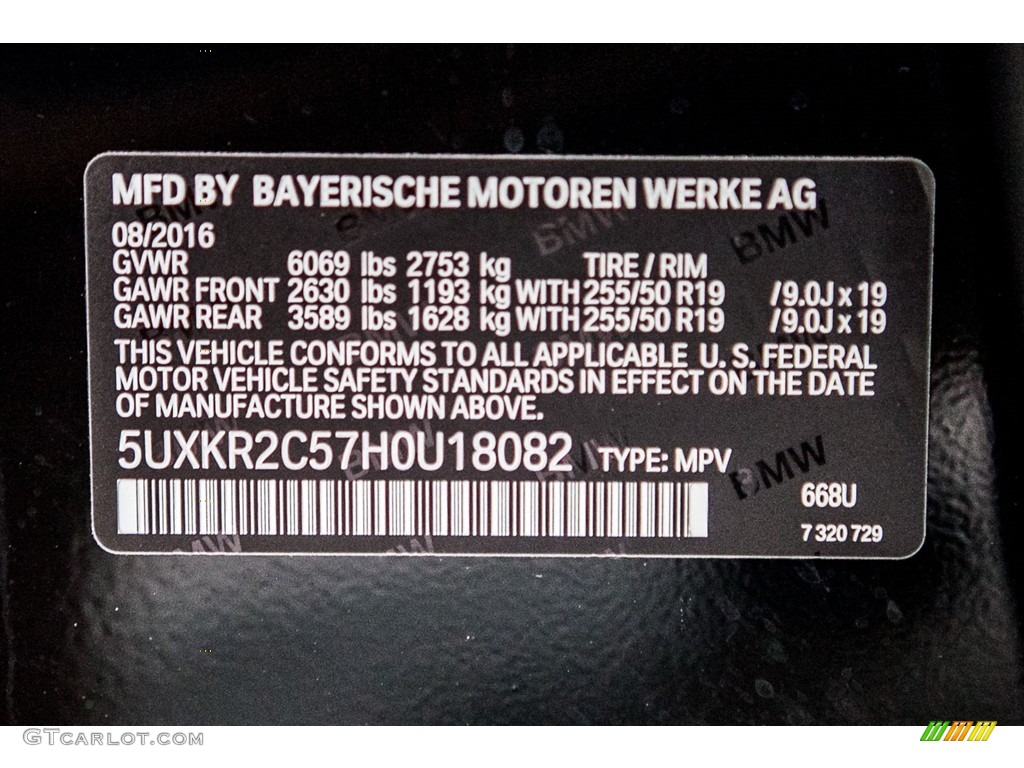 MFD BY BAYERISCHE MOTOREN WERKE AG
08/2016
GVWR 6069 lbs 2753 kg TIRE / RIM
GAWR FRONT 2630 lbs 1193 kg WITH 255/50 R19 /9.0J x 19
GAWR REAR 3589 lbs 1628 kg WITH 255/50 R19 /9.0J x 19
THIS VEHICLE CONFORMS TO ALL APPLICABLE U. S. FEDERAL
MOTOR VEHICLE SAFETY STANDARDS IN EFFECT ON THE DATE
OF MANUFACTURE SHOWN ABOVE.
5UXKR2C57H0U18082 TYPE: MPV
BMW
668U
7 320 729
GTCARLOT.COM